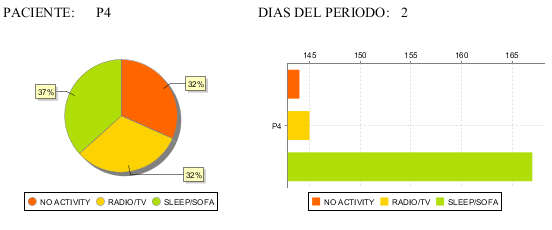 PACIENTE: P4
DIAS DEL PERIODO: 2
37%
32%
32%
NO ACTIVITY RADIO/TV SLEEP/SOFA
145 150 155 160 165
P4
NO ACTIVITY RADIO/TV SLEEP/SOFA